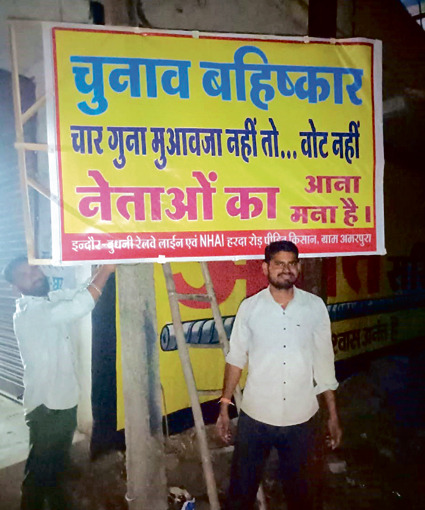 चुनाव बहिष्कार
चार गुना मुआवजा नहीं तो... वोट नहीं
नेताओं का आना मना है।
इन्दौर-बुधनी रेलवे लाईन एवं NHAI हरदा रोड़ पीड़ित किसान, ग्राम अमरपुरा